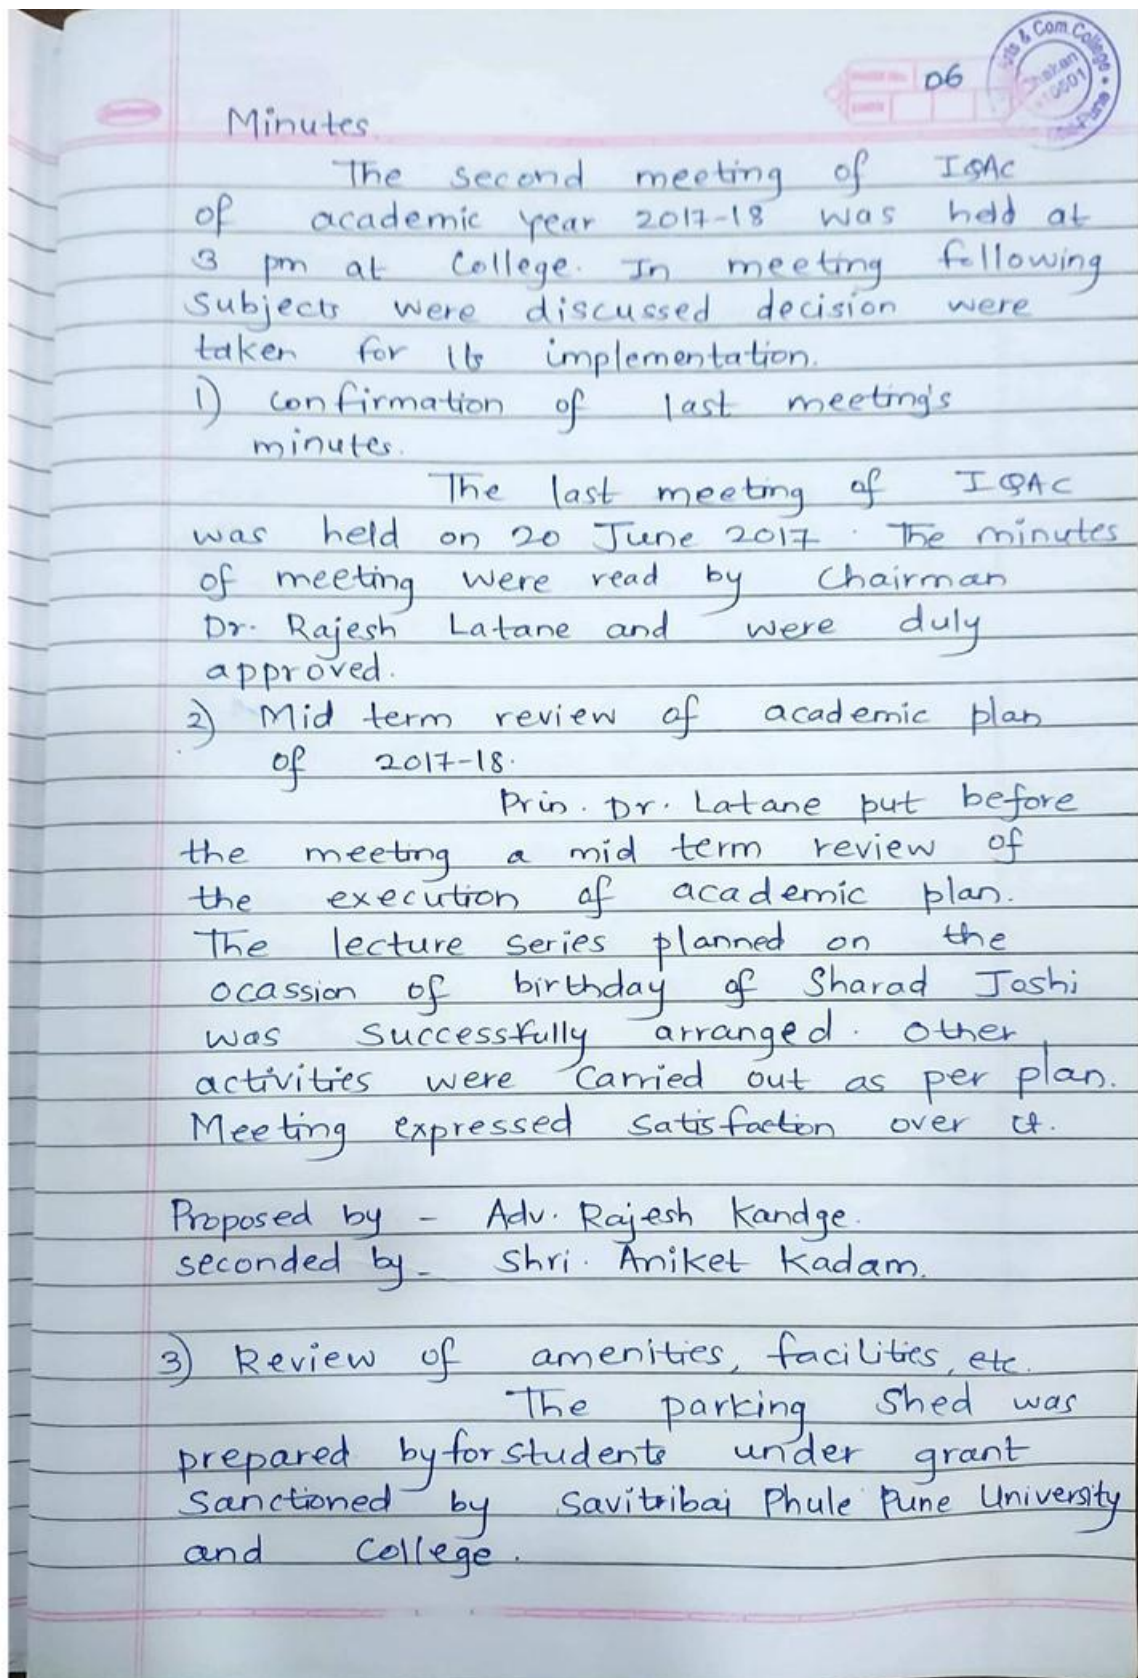 06
Arts & Com. College
Chakan
410501
Minutes.
The second meeting of IQAC
of academic year 2017-18 was held at
3 pm at College. In meeting following
subjects were discussed decision were
taken for its implementation.
1) confirmation of last meeting's
minutes.
The last meeting of IQAC
was held on 20 June 2017. The minutes
of meeting were read by Chairman
Dr. Rajesh Latane and were duly
approved.
2) Mid term review of academic plan
of 2017-18.
Prin. Dr. Latane put before
the meeting a mid term review of
the execution of academic plan.
The lecture series planned on the
ocassion of birthday of Sharad Joshi
was successfully arranged. Other
activities were carried out as per plan.
Meeting expressed satisfaction over it.
Proposed by - Adv. Rajesh Kandge.
seconded by - Shri. Aniket Kadam.
3) Review of amenities, facilities, etc.
The parking shed was
prepared by for students under grant
sanctioned by Savitribai Phule Pune University
and College.